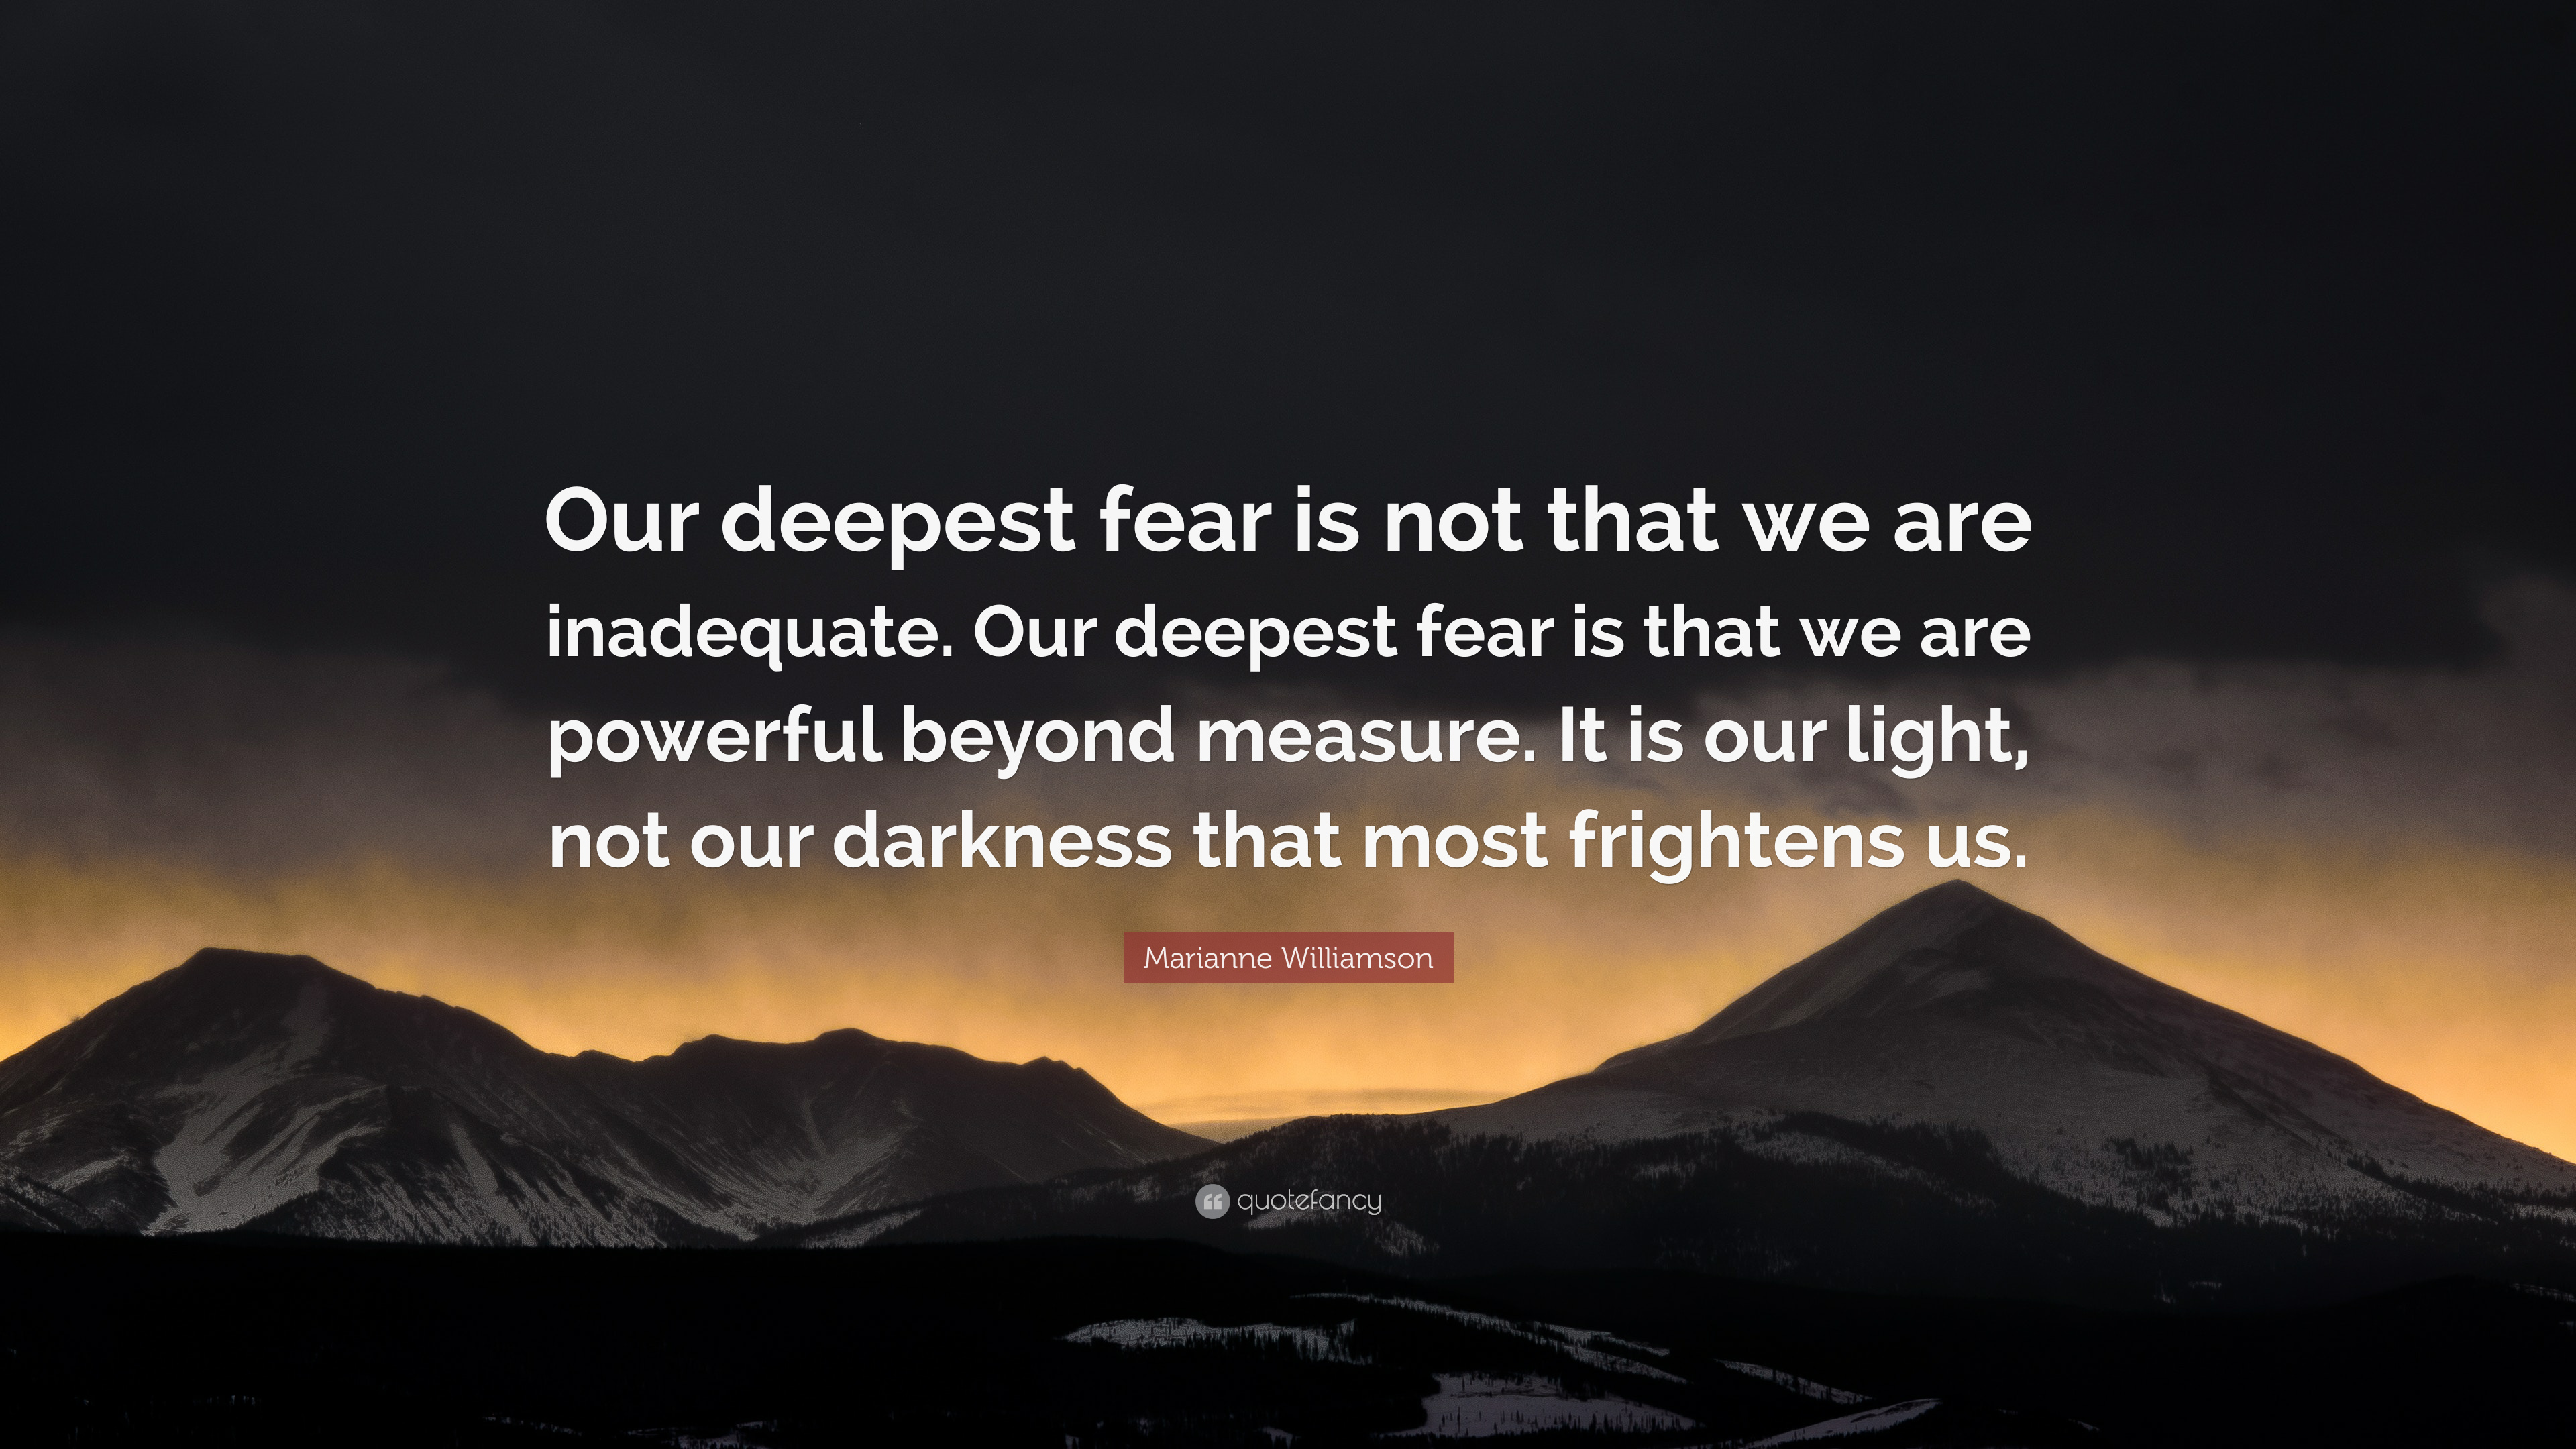 Our deepest fear is not that we are
inadequate. Our deepest fear is that we are
powerful beyond measure. It is our light,
not our darkness that most frightens us.
Marianne Williamson
quotefancy